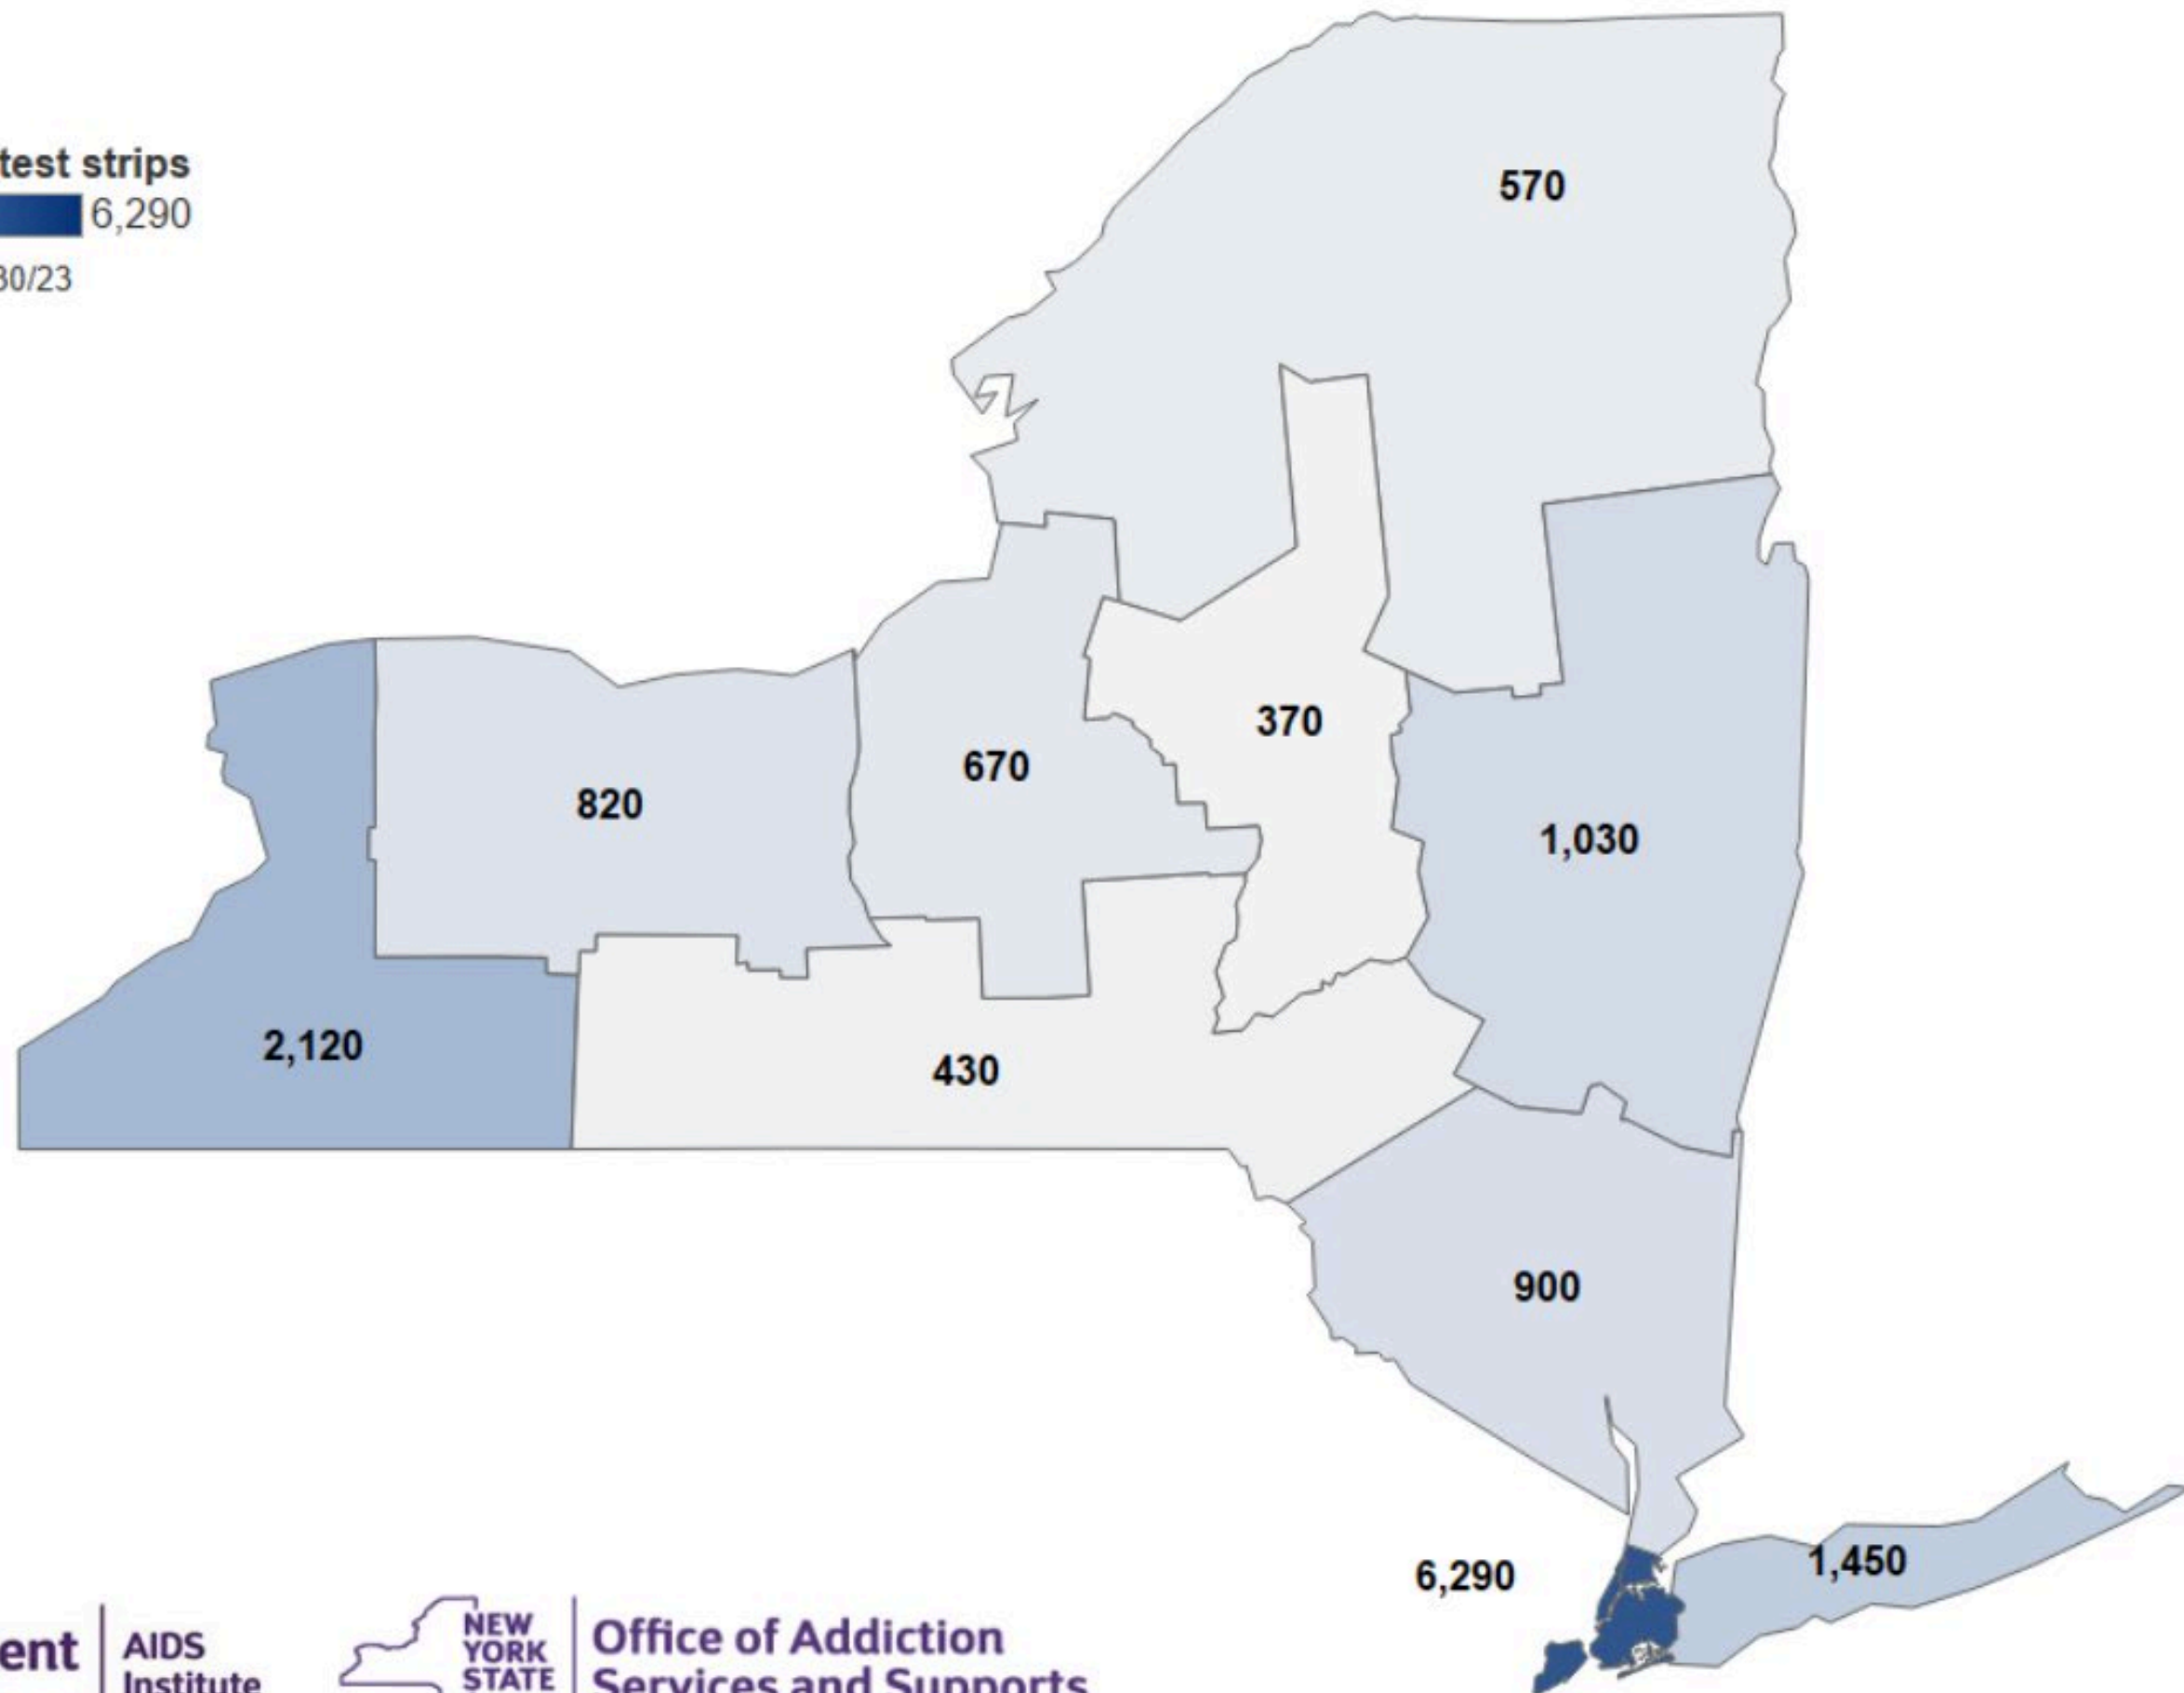 test strips
6,290
30/23
570
370
670
820
1,030
2,120
430
900
6,290
1,450
ent
AIDS
Institute
NEW
YORK
STATE
Office of Addiction
Services and Supports